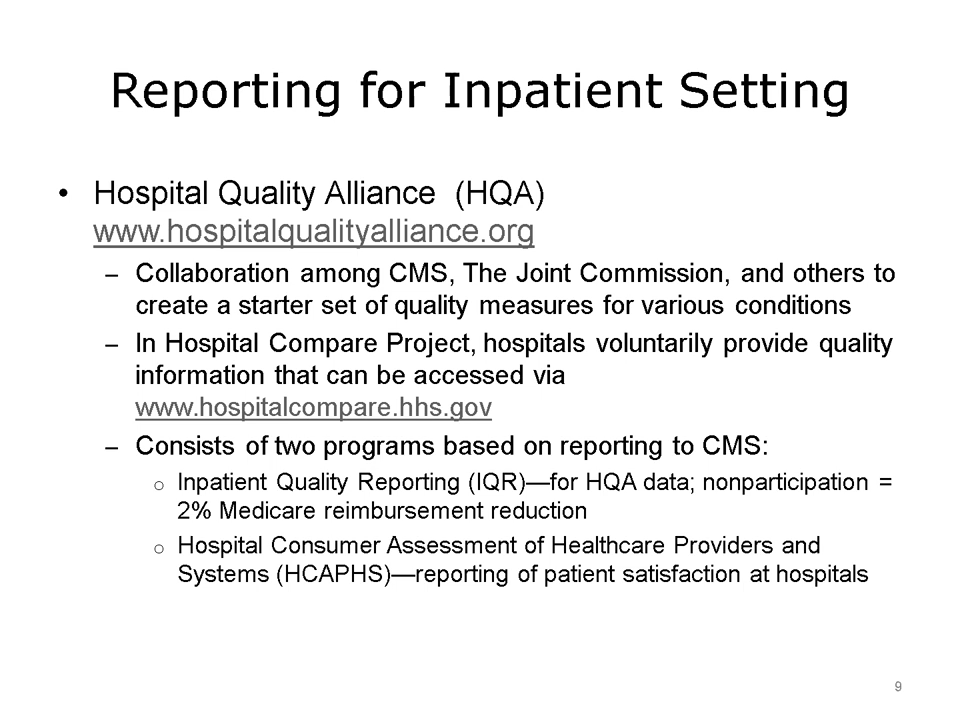 Reporting for Inpatient Setting
• Hospital Quality Alliance (HQA)
www.hospitalqualityalliance.org
– Collaboration among CMS, The Joint Commission, and others to
create a starter set of quality measures for various conditions
– In Hospital Compare Project, hospitals voluntarily provide quality
information that can be accessed via
www.hospitalcompare.hhs.gov
– Consists of two programs based on reporting to CMS:
o Inpatient Quality Reporting (IQR)—for HQA data; nonparticipation =
2% Medicare reimbursement reduction
o Hospital Consumer Assessment of Healthcare Providers and
Systems (HCAPHS)—reporting of patient satisfaction at hospitals
9